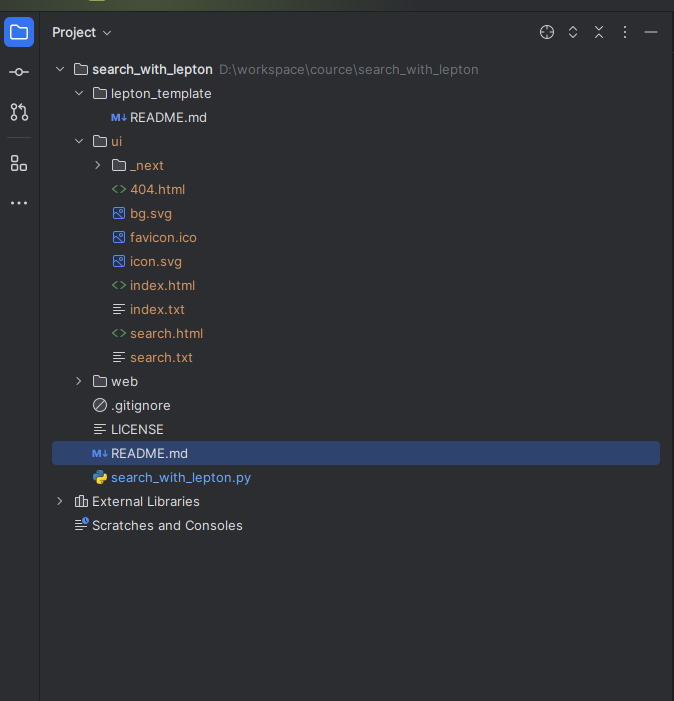 Project
search_with_lepton D:\workspace\cource\search_with_lepton
lepton_template
M↓ README.md
ui
_next
<> 404.html
bg.svg
favicon.ico
icon.svg
<> index.html
index.txt
<> search.html
search.txt
web
.gitignore
LICENSE
M↓ README.md
search_with_lepton.py
External Libraries
Scratches and Consoles